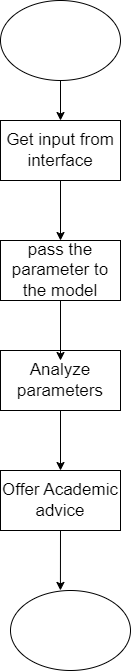 Get input from
interface
pass the
parameter to
the model
Analyze
parameters
Offer Academic
advice